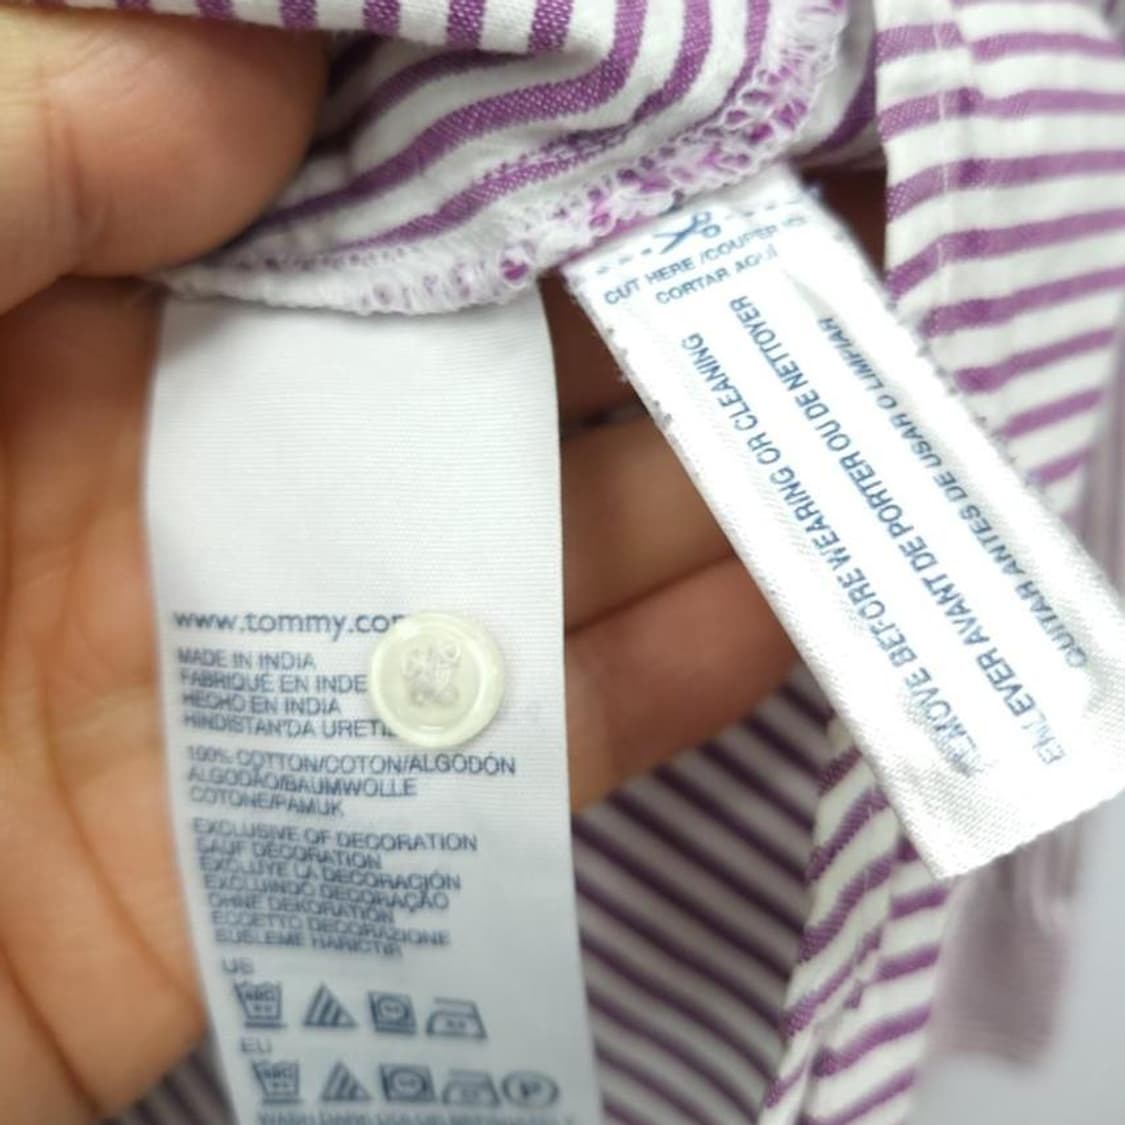 www.tommy.co
MADE IN INDIA
FABRIQUÉ EN INDE
HECHO EN INDIA
HINDISTAN'DA URETI
100% COTTON/COTON/ALGODÓN
ALGODÃO/BAUMWOLLE
COTONE/PAMUK
EXCLUSIVE OF DECORATION
SAUF DÉCORATION
EXCLUYE LA DECORACIÓN
EXCLUINDO DECORAÇÃO
OHNE DEKORATION
ECCETTO DECORAZIONE
SUSLEME HARICTIR
US
EU
CUT HERE /COUPER ICI
CORTAR AQUÍ
REMOVE BEFORE WEARING OR CLEANING
ENLEVER AVANT DE PORTER OU DE NETTOYER
QUITAR ANTES DE USAR O LIMPIAR